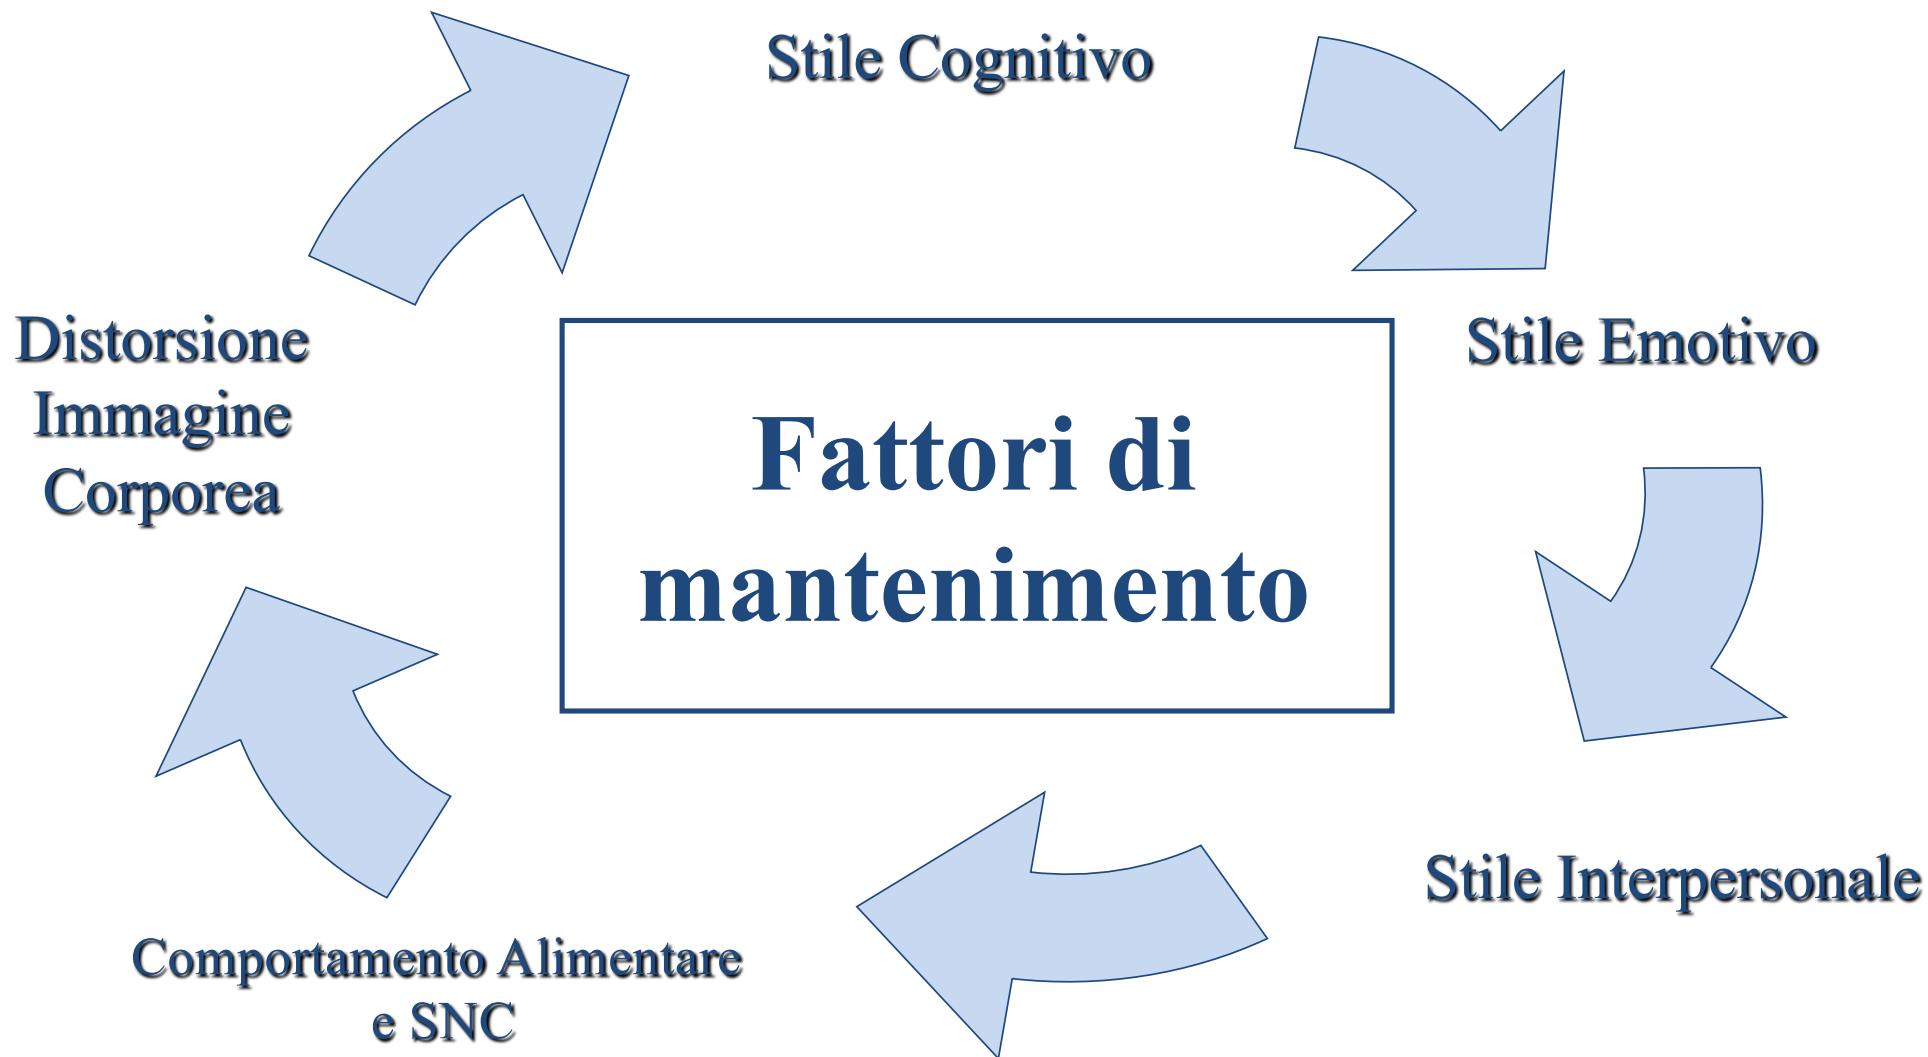 Stile Cognitivo
Stile Emotivo
Distorsione
Immagine
Corporea
Fattori di
mantenimento
Stile Interpersonale
Comportamento Alimentare
e SNC